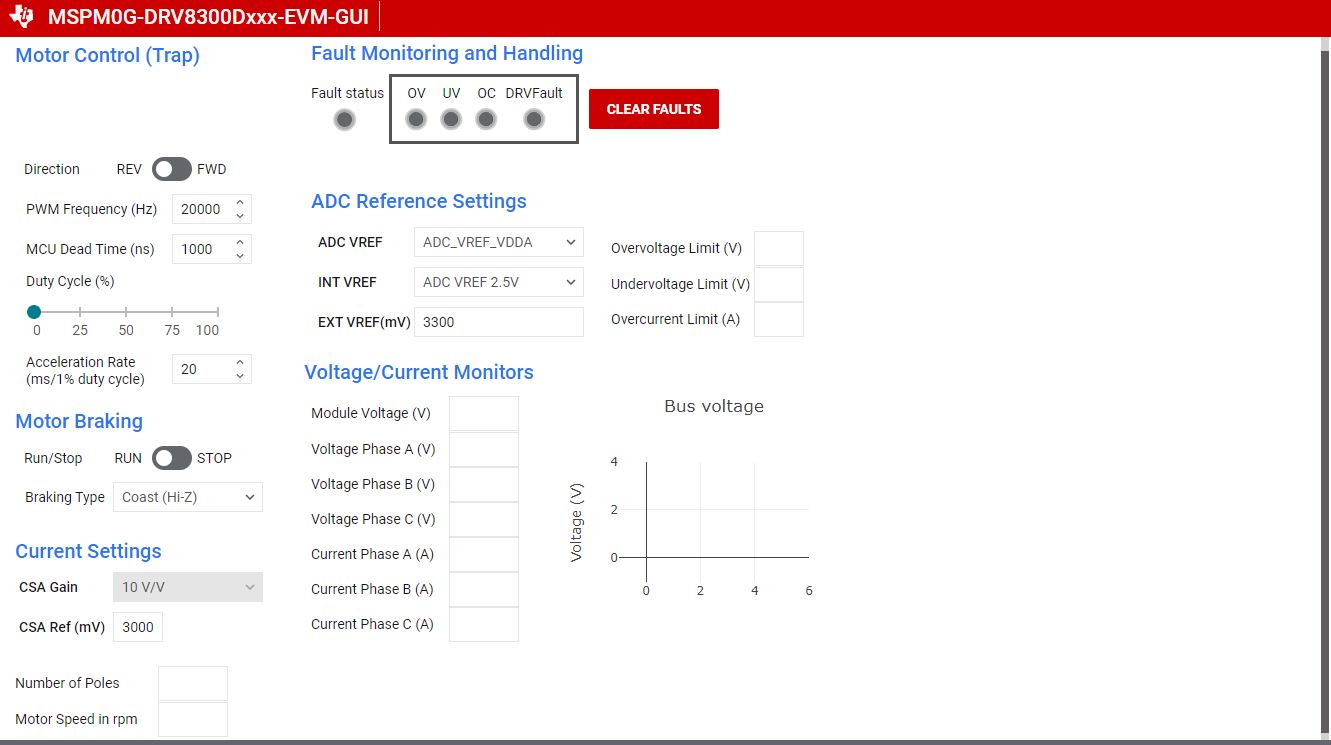 MSPM0G-DRV8300Dxxx-EVM-GUI
Motor Control (Trap)
Direction REV FWD
PWM Frequency (Hz) 20000
MCU Dead Time (ns) 1000
Duty Cycle (%)
0 25 50 75 100
Acceleration Rate
(ms/1% duty cycle) 20
Motor Braking
Run/Stop RUN STOP
Braking Type Coast (Hi-Z)
Current Settings
CSA Gain 10 V/V
CSA Ref (mV) 3000
Number of Poles
Motor Speed in rpm
Fault Monitoring and Handling
Fault status OV UV OC DRVFault
CLEAR FAULTS
ADC Reference Settings
ADC VREF ADC_VREF_VDDA
INT VREF ADC VREF 2.5V
EXT VREF(mV) 3300
Overvoltage Limit (V)
Undervoltage Limit (V)
Overcurrent Limit (A)
Voltage/Current Monitors
Module Voltage (V)
Voltage Phase A (V)
Voltage Phase B (V)
Voltage Phase C (V)
Current Phase A (A)
Current Phase B (A)
Current Phase C (A)
Bus voltage
Voltage (V)
4
2
0
0 2 4 6